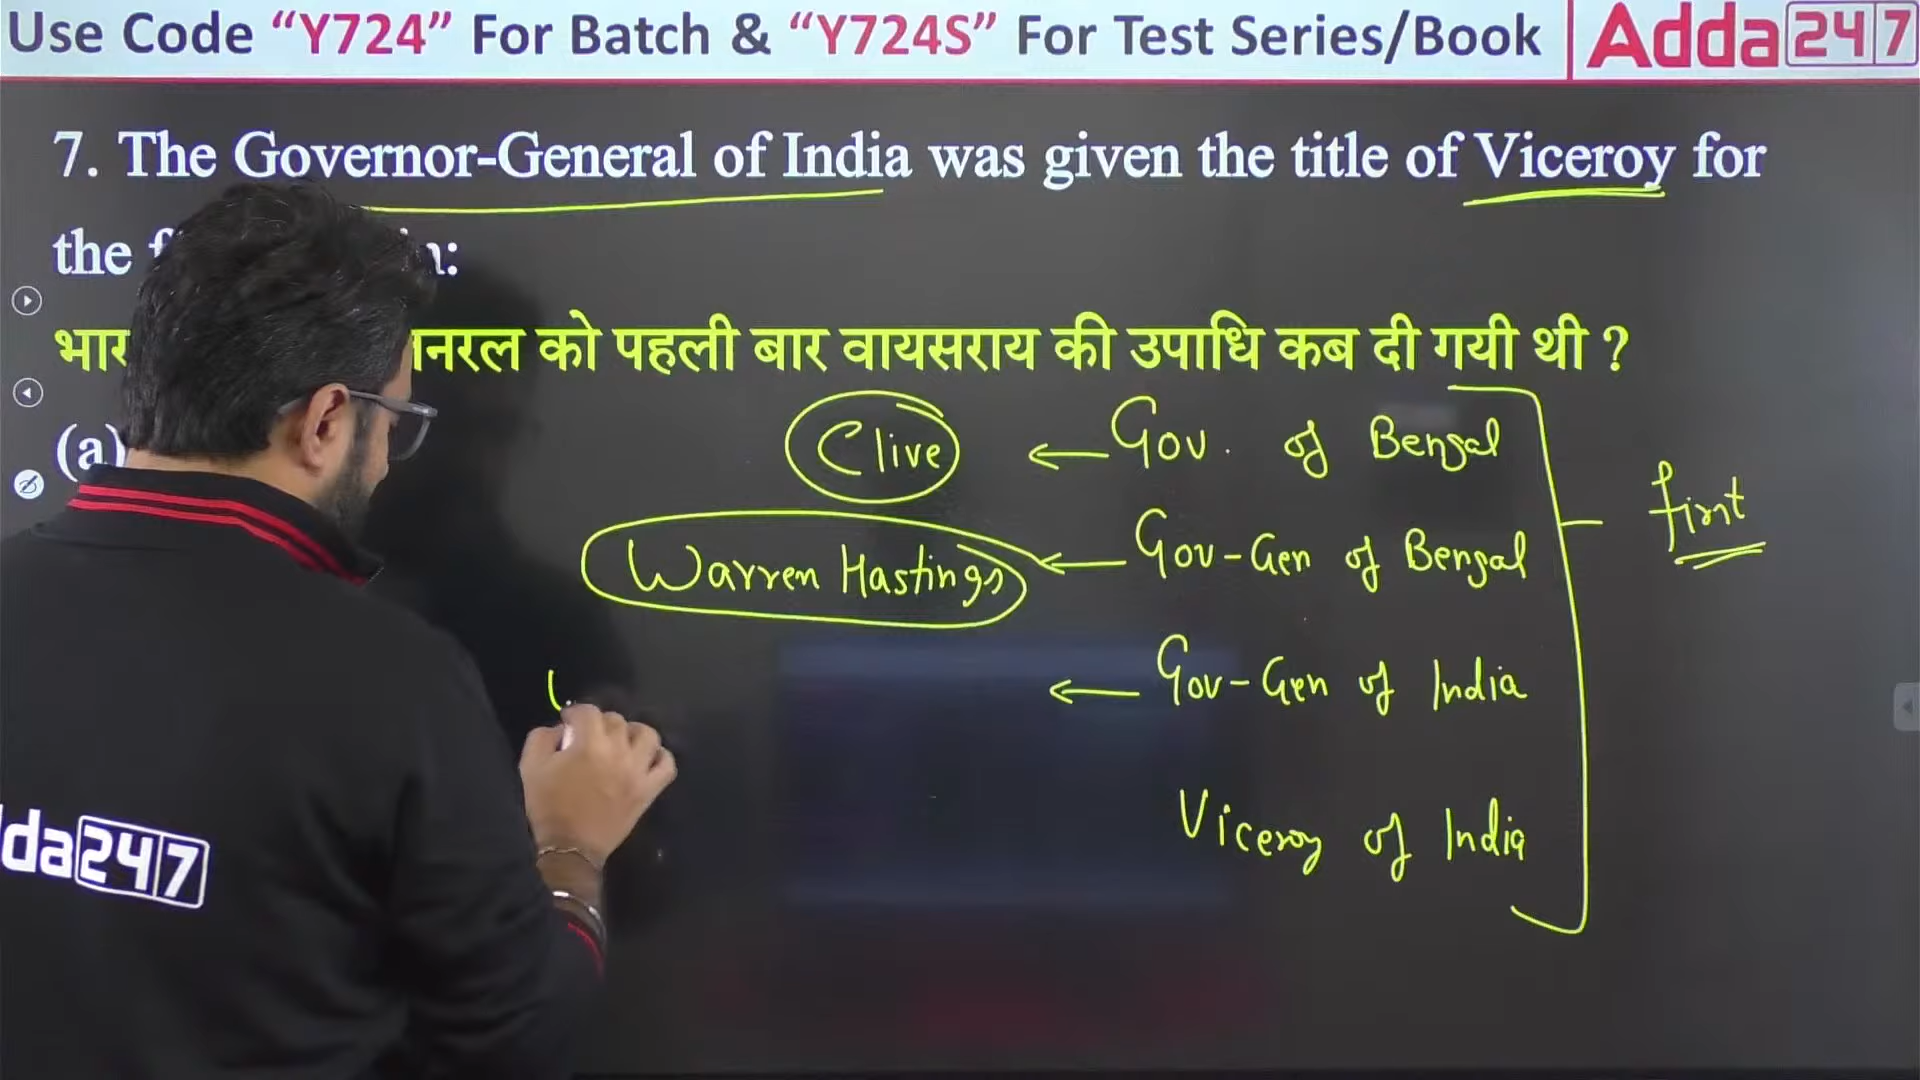 Use Code “Y724” For Batch & “Y724S” For Test Series/Book
Adda247
7. The Governor-General of India was given the title of Viceroy for
the
को पहली बार वायसराय की उपाधि कब दी गयी थी ?
(a)
Clive ← Gov. of Bengal
Warren Hastings ← Gov-Gen of Bengal
← Gov-Gen of India
Viceroy of India
first
da247